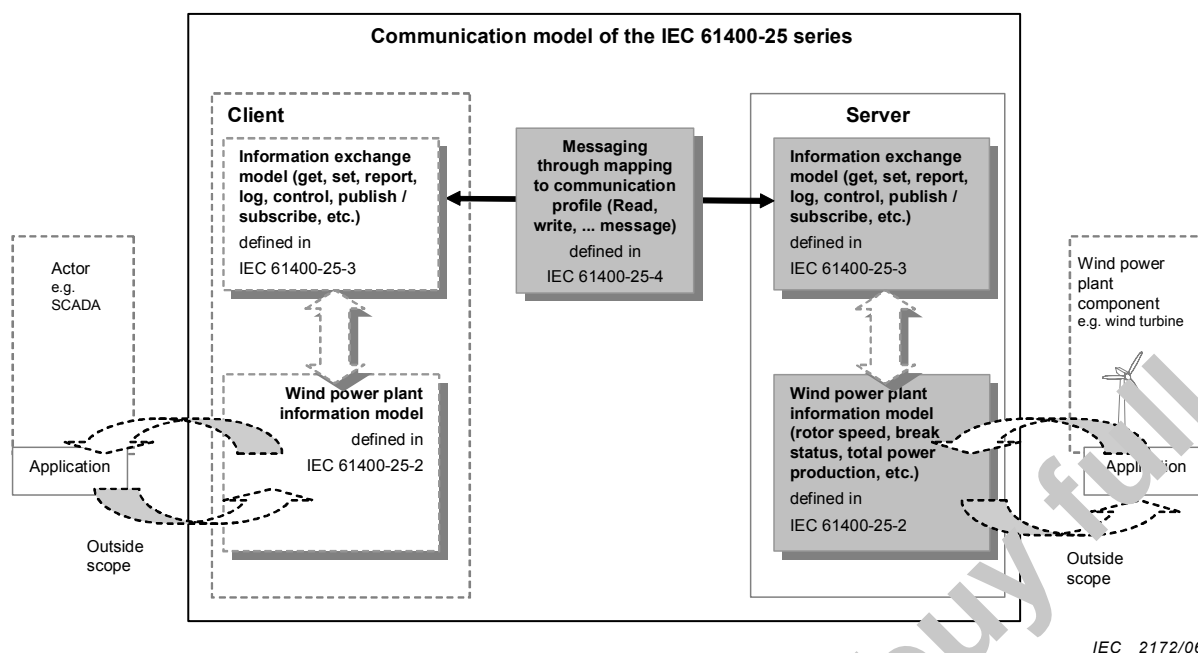 Communication model of the IEC 61400-25 series
Client
Information exchange
model (get, set, report,
log, control, publish /
subscribe, etc.)
defined in
IEC 61400-25-3
Messaging
through mapping
to communication
profile (Read,
write, ... message)
defined in
IEC 61400-25-4
Server
Information exchange
model (get, set, report,
log, control, publish /
subscribe, etc.)
defined in
IEC 61400-25-3
Actor
e.g.
SCADA
Application
Outside
scope
Wind power plant
information model
defined in
IEC 61400-25-2
Wind power plant
information model
(rotor speed, break
status, total power
production, etc.)
defined in
IEC 61400-25-2
Wind power
plant
component
e.g. wind turbine
Application
Outside
scope
buy full
IEC 2172/06